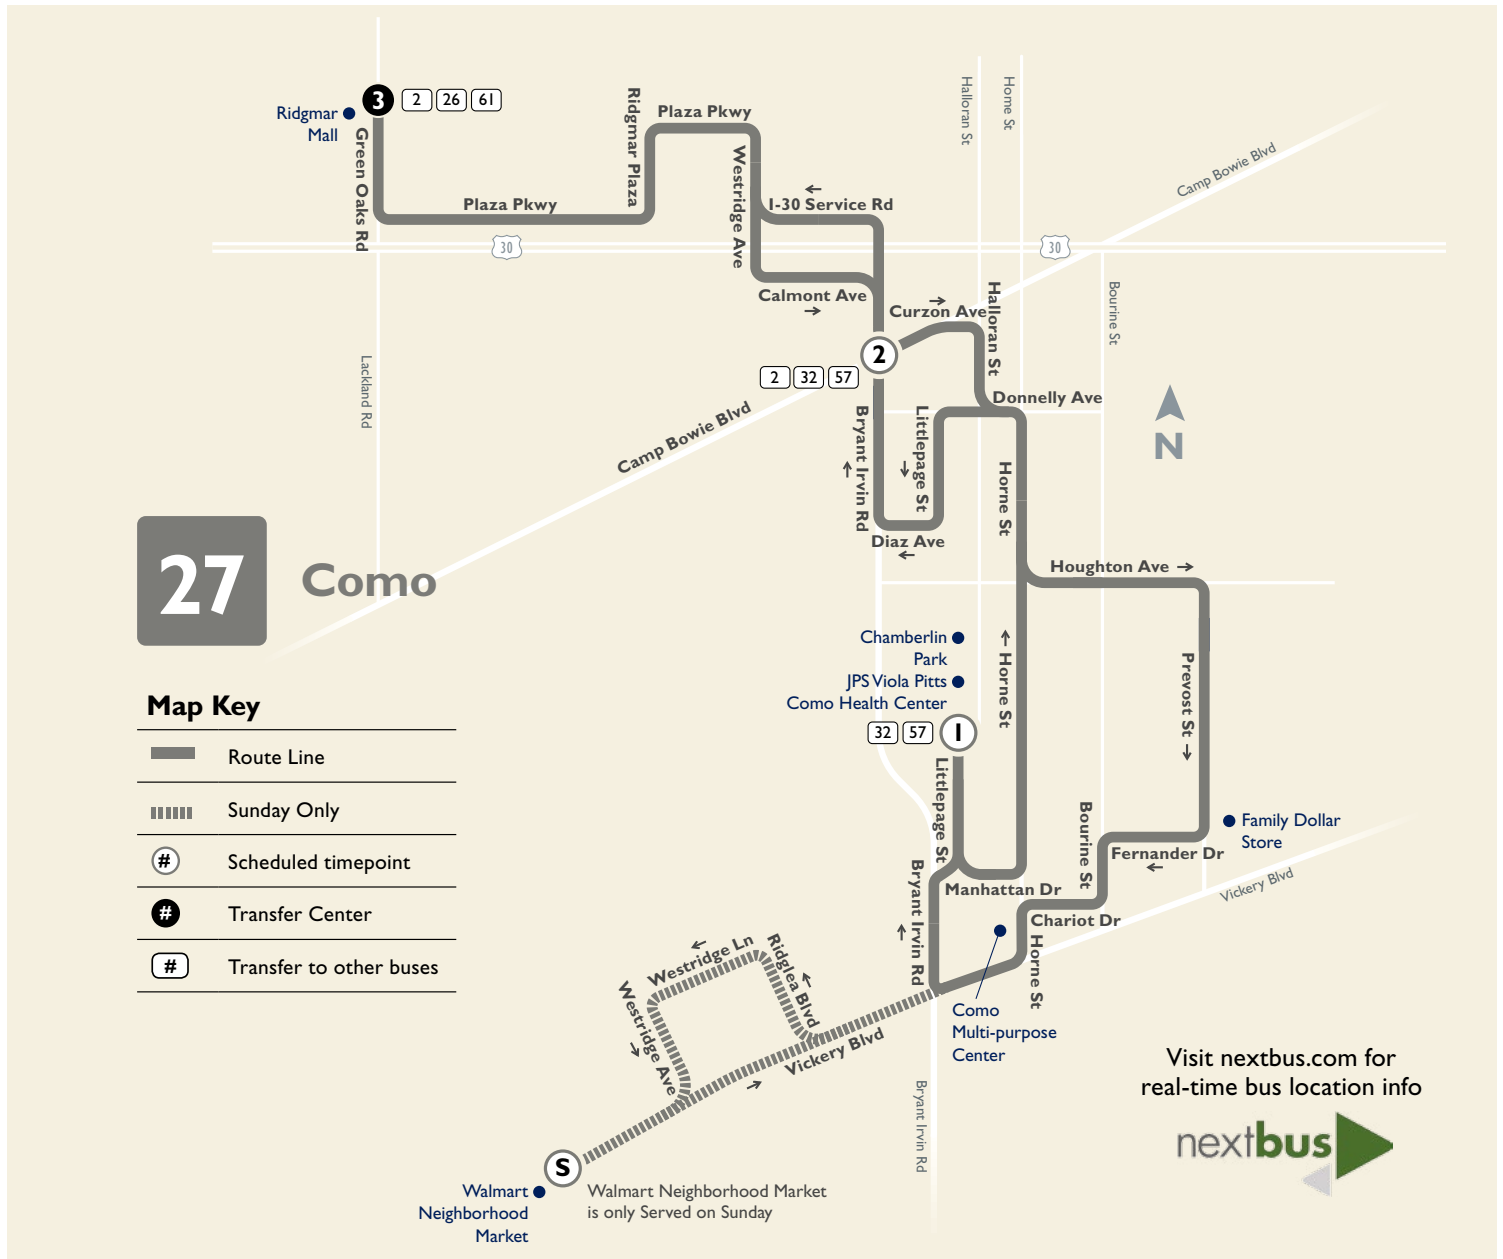 3
2
26
61
Ridgmar
Mall
Green Oaks Rd
Plaza Pkwy
Ridgmar Plaza
Plaza Pkwy
Westridge Ave
I-30 Service Rd
Halloran St
Home St
Camp Bowie Blvd
30
30
Calmont Ave
Curzon Ave
Halloran St
Bourine St
Lackland Rd
2
2
32
57
Camp Bowie Blvd
Bryant Irvin Rd
Littlepage St
Donnelly Ave
Horne St
Diaz Ave
N
27
Como
Houghton Ave
Chamberlin
Park
JPS Viola Pitts
Como Health Center
32
57
1
Horne St
Prevost St
Map Key
Route Line
Sunday Only
# Scheduled timepoint
# Transfer Center
# Transfer to other buses
Littlepage St
Bryant Irvin Rd
Manhattan Dr
Bourine St
Fernander Dr
Family Dollar
Store
Vickery Blvd
Chariot Dr
Horne St
Como
Multi-purpose
Center
Westridge Ln
Ridglea Blvd
Westridge Ave
Vickery Blvd
Bryant Irvin Rd
S
Walmart
Neighborhood
Market
Walmart Neighborhood Market
is only Served on Sunday
Visit nextbus.com for
real-time bus location info
nextbus